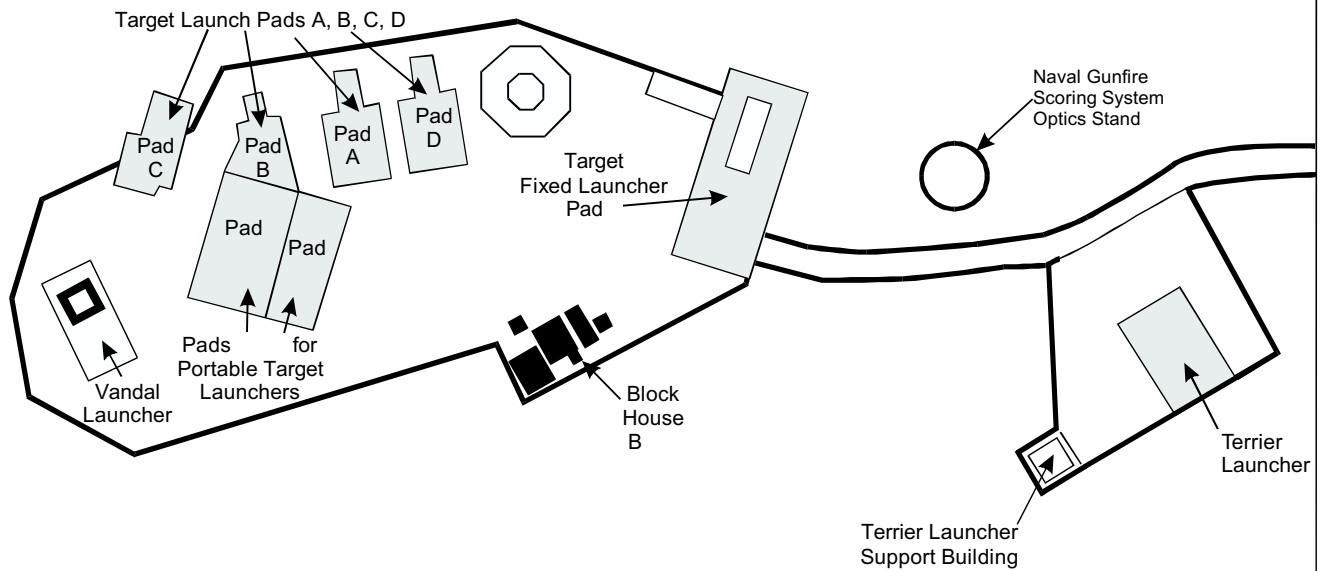 Target Launch Pads A, B, C, D
Naval Gunfire
Scoring System
Optics Stand
Pad
C
Pad
B
Pad
A
Pad
D
Target
Fixed Launcher
Pad
Pad
Pad
Pads for
Portable Target
Launchers
Vandal
Launcher
Block
House
B
Terrier
Launcher
Terrier Launcher
Support Building